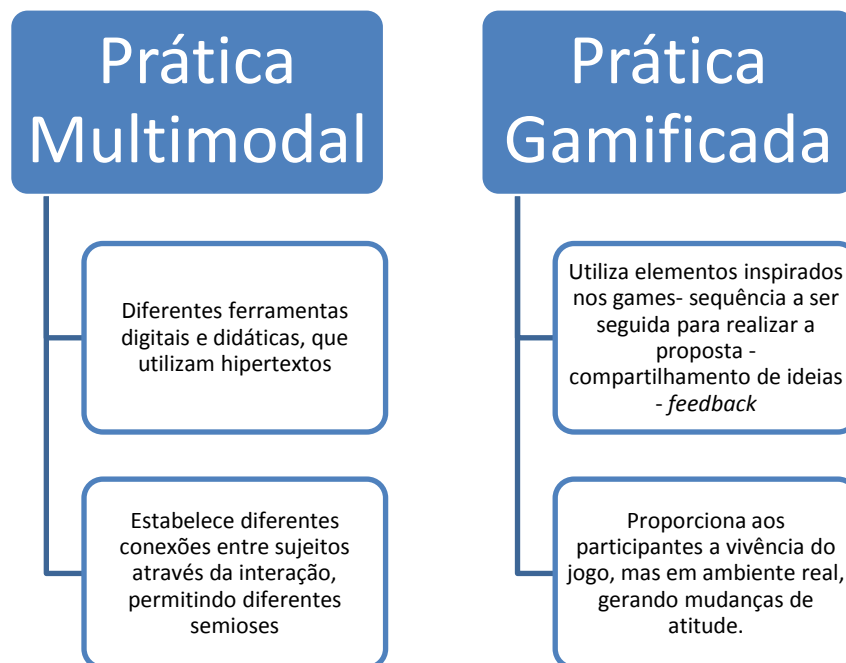 Prática
Multimodal
Diferentes ferramentas
digitais e didáticas, que
utilizam hipertextos
Estabelece diferentes
conexões entre sujeitos
através da interação,
permitindo diferentes
semioses
Prática
Gamificada
Utiliza elementos inspirados
nos games- sequência a ser
seguida para realizar a
proposta -
compartilhamento de ideias
- feedback
Proporciona aos
participantes a vivência do
jogo, mas em ambiente real,
gerando mudanças de
atitude.